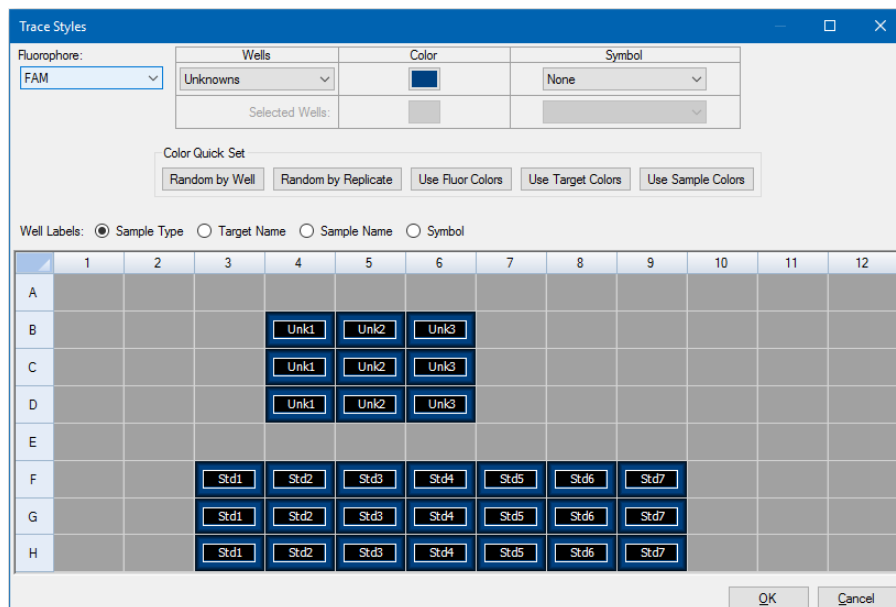 Trace Styles
Fluorophore:
FAM
Wells Color Symbol
Unknowns None
Selected Wells:
Color Quick Set
Random by Well Random by Replicate Use Fluor Colors Use Target Colors Use Sample Colors
Well Labels: Sample Type Target Name Sample Name Symbol
1 2 3 4 5 6 7 8 9 10 11 12
A
B Unk1 Unk2 Unk3
C Unk1 Unk2 Unk3
D Unk1 Unk2 Unk3
E
F Std1 Std2 Std3 Std4 Std5 Std6 Std7
G Std1 Std2 Std3 Std4 Std5 Std6 Std7
H Std1 Std2 Std3 Std4 Std5 Std6 Std7
OK Cancel